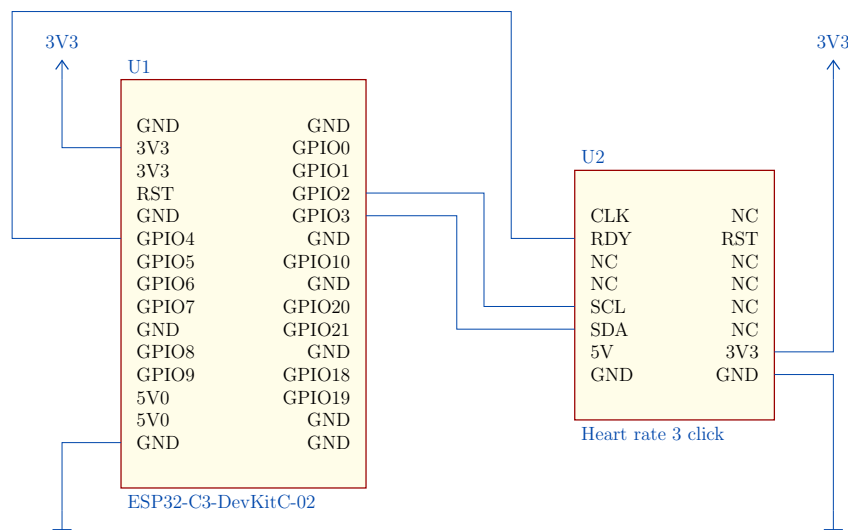 3V3
3V3
U1
GND GND
3V3 GPIO0
3V3 GPIO1
RST GPIO2
GND GPIO3
GPIO4 GND
GPIO5 GPIO10
GPIO6 GND
GPIO7 GPIO20
GND GPIO21
GPIO8 GND
GPIO9 GPIO18
5V0 GPIO19
5V0 GND
GND GND
ESP32-C3-DevKitC-02
U2
CLK NC
RDY RST
NC NC
NC NC
SCL NC
SDA NC
5V 3V3
GND GND
Heart rate 3 click